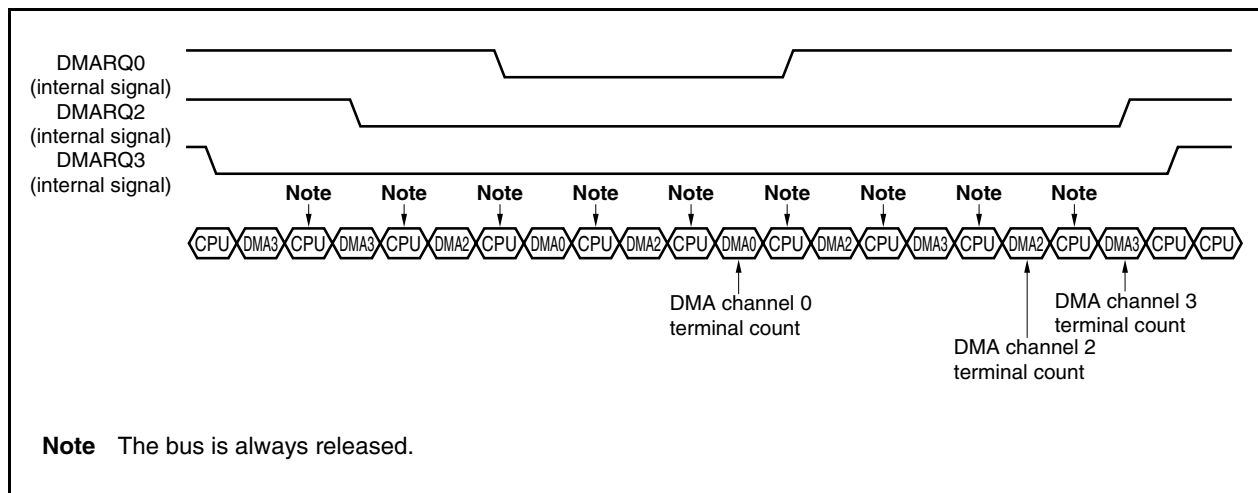 DMARQ0
(internal signal)
DMARQ2
(internal signal)
DMARQ3
(internal signal)
Note Note Note Note Note Note Note Note Note
CPU DMA3 CPU DMA3 CPU DMA2 CPU DMA0 CPU DMA2 CPU DMA0 CPU DMA2 CPU DMA3 CPU DMA2 CPU DMA3 CPU CPU
DMA channel 0
terminal count
DMA channel 3
terminal count
DMA channel 2
terminal count
Note The bus is always released.